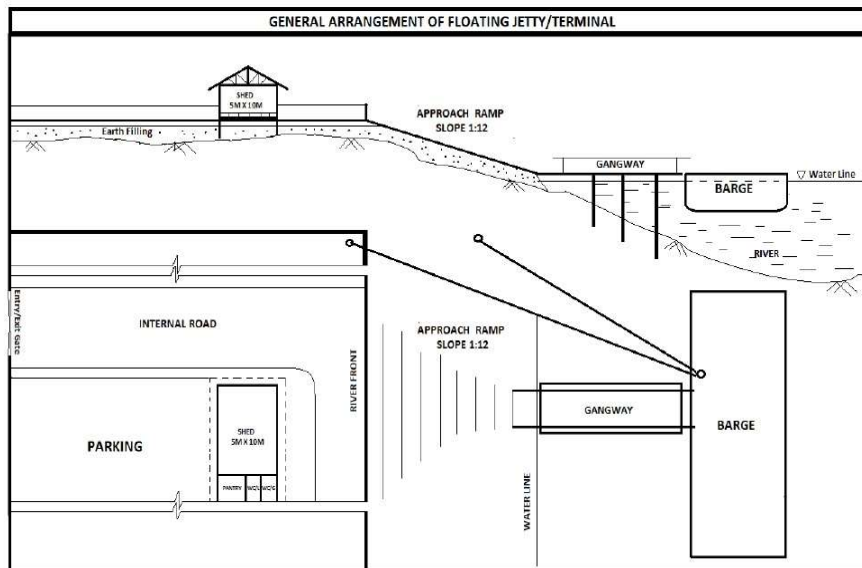 GENERAL ARRANGEMENT OF FLOATING JETTY/TERMINAL
SHED
5M X 10M
Earth Filling
APPROACH RAMP
SLOPE 1:12
GANGWAY
BARGE
Water Line
RIVER
Entry/Exit Gate
INTERNAL ROAD
RIVER FRONT
APPROACH RAMP
SLOPE 1:12
PARKING
SHED
5M X 10M
PANTRY
WC/L
WC/G
GANGWAY
BARGE
WATER LINE